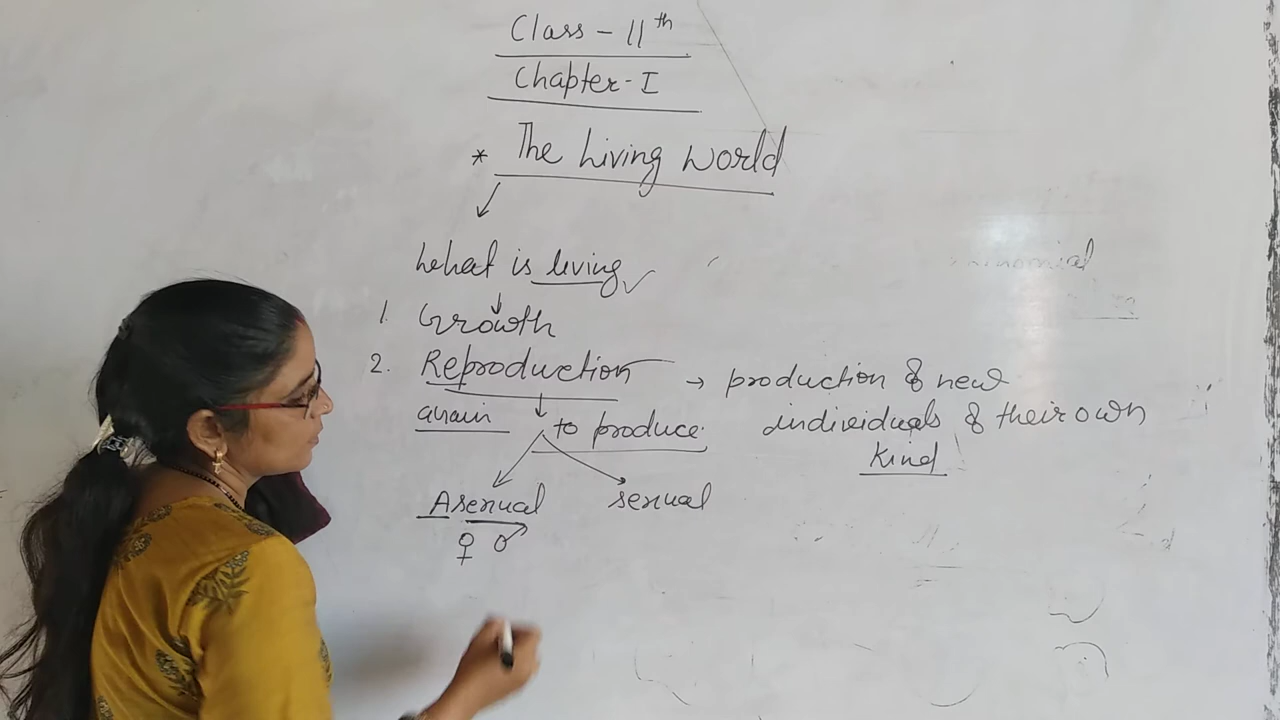 Class - 11th
Chapter - I
* The Living World
What is living ✓
1. Growth
2. Reproduction → production of new
individuals of their own
Kind
again to produce
Asexual sexual
♀ ♂